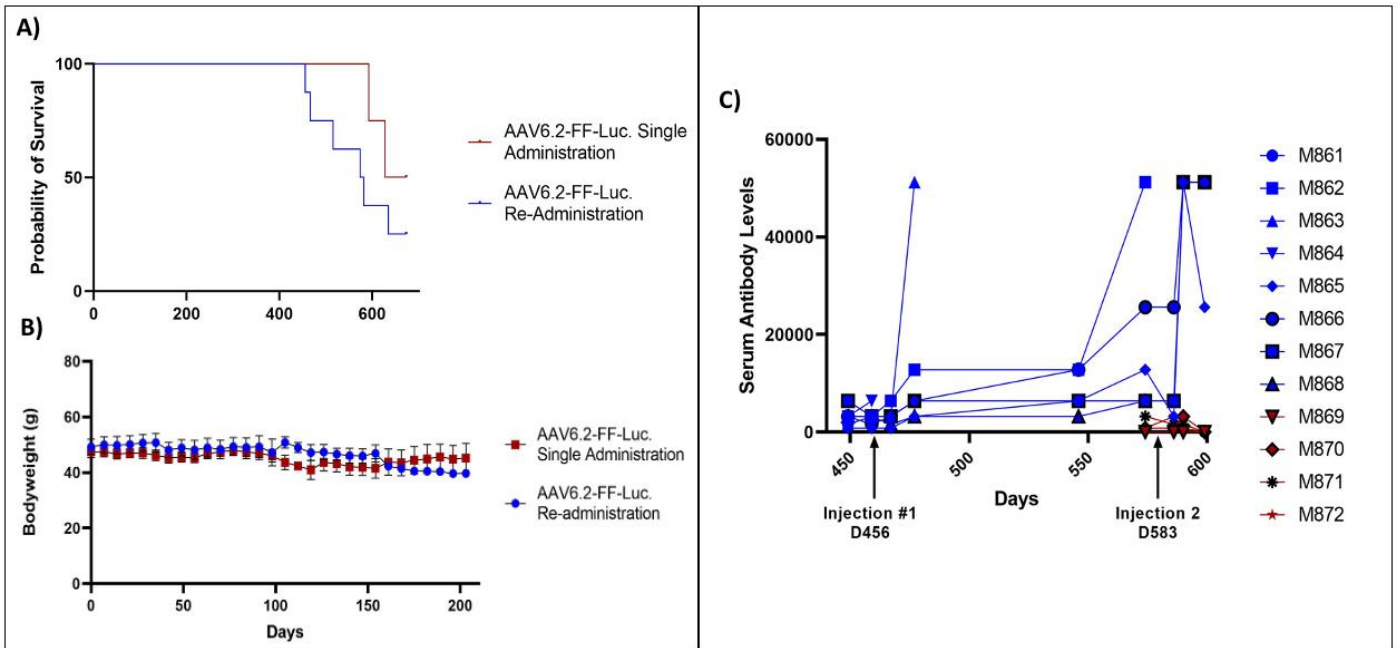 A)
Probability of Survival
100
50
0
0 200 400 600
AAV6.2-FF-Luc. Single
Administration
AAV6.2-FF-Luc.
Re-Administration
B)
Bodyweight (g)
80
60
40
20
0
0 50 100 150 200
Days
AAV6.2-FF-Luc.
Single Administration
AAV6.2-FF-Luc.
Re-administration
C)
Serum Antibody Levels
60000
40000
20000
0
450 500 550 600
Days
Injection #1
D456
Injection 2
D583
M861
M862
M863
M864
M865
M866
M867
M868
M869
M870
M871
M872